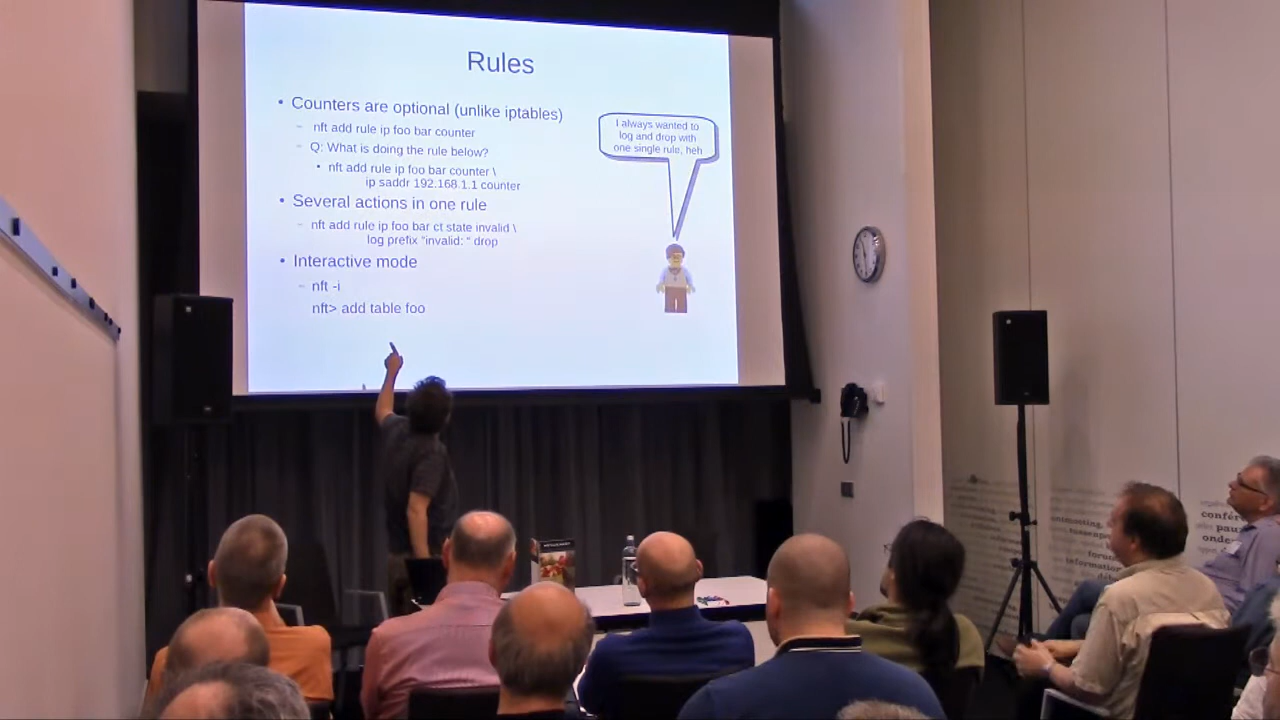 Rules
• Counters are optional (unlike iptables)
– nft add rule ip foo bar counter
– Q: What is doing the rule below?
• nft add rule ip foo bar counter \
ip saddr 192.168.1.1 counter
• Several actions in one rule
– nft add rule ip foo bar ct state invalid \
log prefix "invalid: " drop
• Interactive mode
– nft -i
nft> add table foo
I always wanted to
log and drop with
one single rule, heh